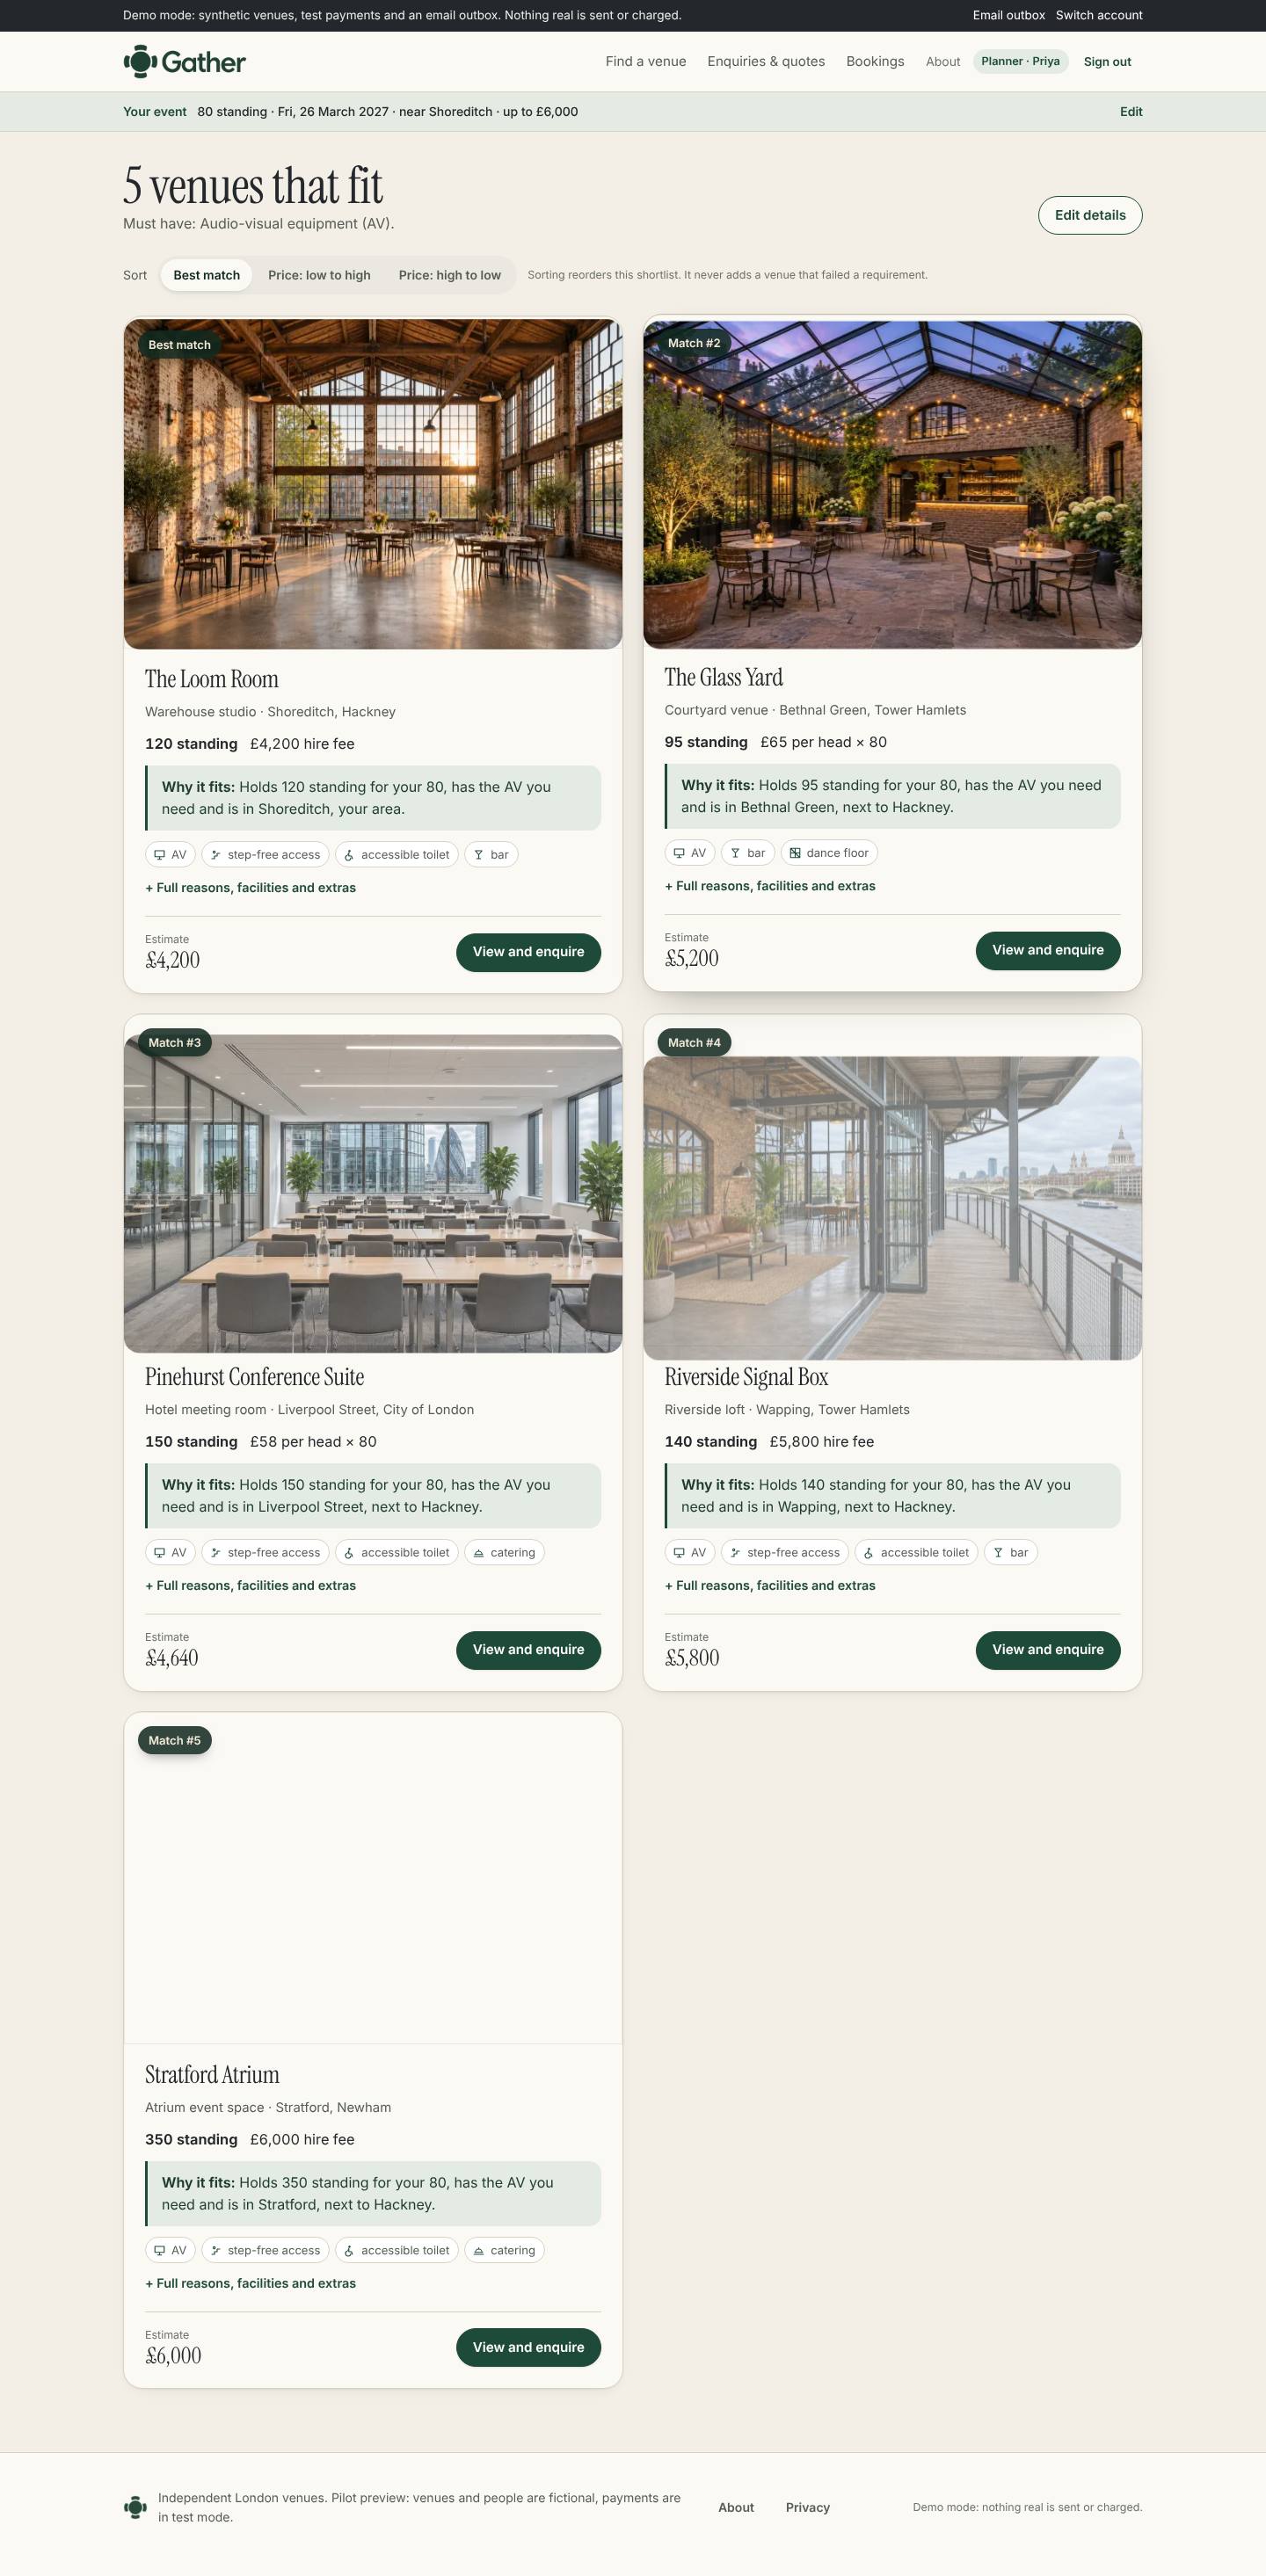 Demo mode: synthetic venues, test payments and an email outbox. Nothing real is sent or charged.
Email outbox Switch account
Gather
Find a venue Enquiries & quotes Bookings About Planner · Priya Sign out
Your event 80 standing · Fri, 26 March 2027 · near Shoreditch · up to £6,000
Edit
5 venues that fit
Must have: Audio-visual equipment (AV).
Edit details
Sort Best match Price: low to high Price: high to low Sorting reorders this shortlist. It never adds a venue that failed a requirement.
Best match
The Loom Room
Warehouse studio · Shoreditch, Hackney
120 standing £4,200 hire fee
Why it fits: Holds 120 standing for your 80, has the AV you
need and is in Shoreditch, your area.
AV step-free access accessible toilet bar
+ Full reasons, facilities and extras
Estimate
£4,200
View and enquire
Match #2
The Glass Yard
Courtyard venue · Bethnal Green, Tower Hamlets
95 standing £65 per head × 80
Why it fits: Holds 95 standing for your 80, has the AV you need
and is in Bethnal Green, next to Hackney.
AV bar dance floor
+ Full reasons, facilities and extras
Estimate
£5,200
View and enquire
Match #3
Pinehurst Conference Suite
Hotel meeting room · Liverpool Street, City of London
150 standing £58 per head × 80
Why it fits: Holds 150 standing for your 80, has the AV you
need and is in Liverpool Street, next to Hackney.
AV step-free access accessible toilet catering
+ Full reasons, facilities and extras
Estimate
£4,640
View and enquire
Match #4
Riverside Signal Box
Riverside loft · Wapping, Tower Hamlets
140 standing £5,800 hire fee
Why it fits: Holds 140 standing for your 80, has the AV you
need and is in Wapping, next to Hackney.
AV step-free access accessible toilet bar
+ Full reasons, facilities and extras
Estimate
£5,800
View and enquire
Match #5
Stratford Atrium
Atrium event space · Stratford, Newham
350 standing £6,000 hire fee
Why it fits: Holds 350 standing for your 80, has the AV you
need and is in Stratford, next to Hackney.
AV step-free access accessible toilet catering
+ Full reasons, facilities and extras
Estimate
£6,000
View and enquire
Independent London venues. Pilot preview: venues and people are fictional, payments are
in test mode.
About Privacy
Demo mode: nothing real is sent or charged.